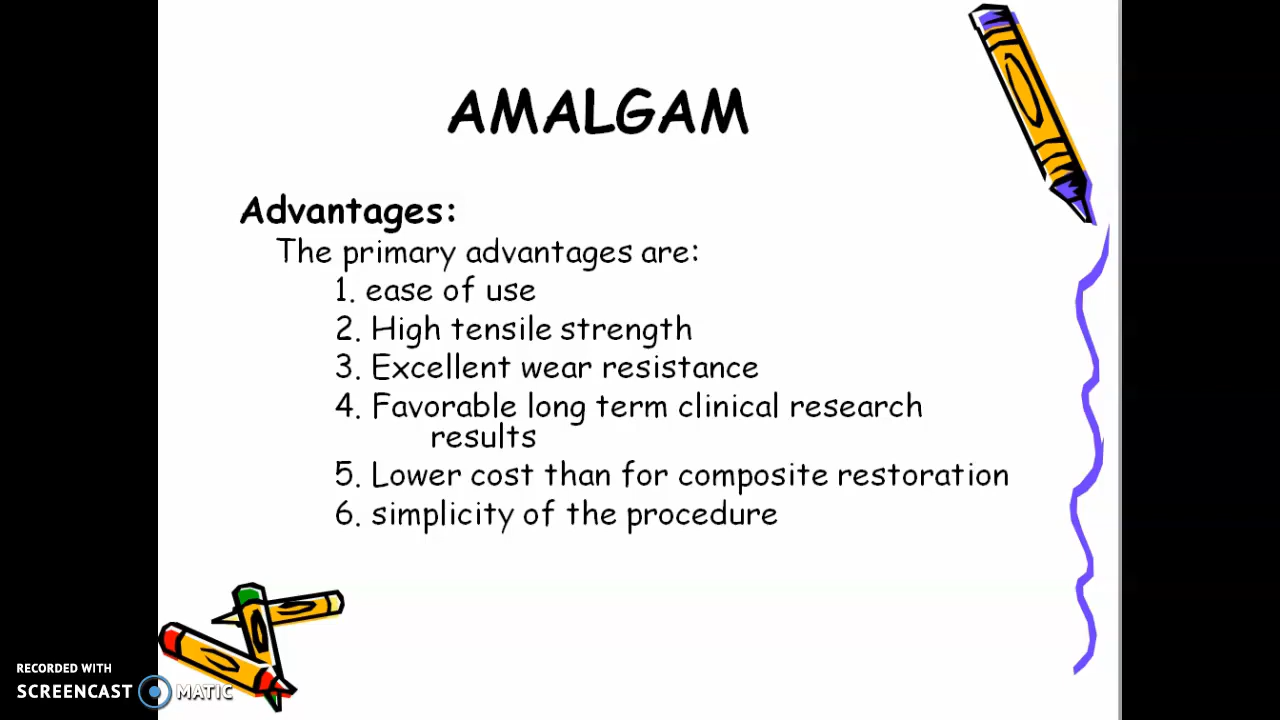 AMALGAM
Advantages:
The primary advantages are:
1. ease of use
2. High tensile strength
3. Excellent wear resistance
4. Favorable long term clinical research
results
5. Lower cost than for composite restoration
6. simplicity of the procedure
RECORDED WITH
SCREENCAST MATIC